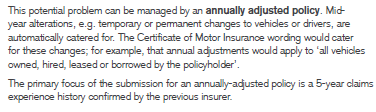 This potential problem can be managed by an annually adjusted policy. Mid-
year alterations, e.g. temporary or permanent changes to vehicles or drivers, are
automatically catered for. The Certificate of Motor Insurance wording would cater
for these changes; for example, that annual adjustments would apply to ‘all vehicles
owned, hired, leased or borrowed by the policyholder’.
The primary focus of the submission for an annually-adjusted policy is a 5-year claims
experience history confirmed by the previous insurer.